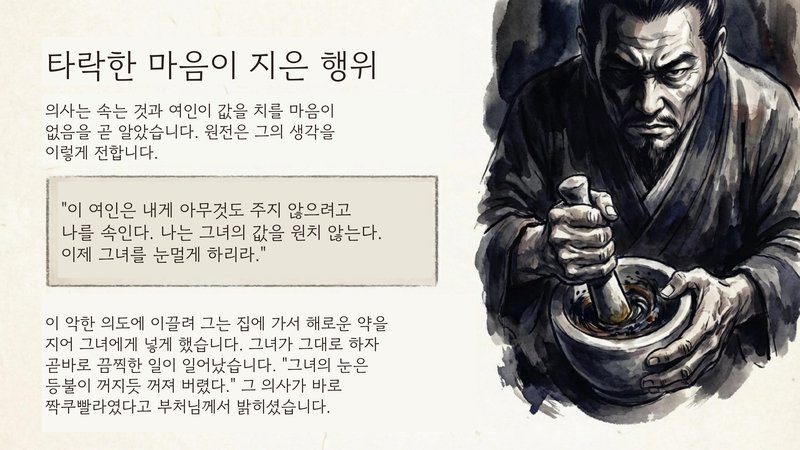 타락한 마음이 지은 행위
의사는 속는 것과 여인이 값을 치를 마음이
없음을 곧 알았습니다. 원전은 그의 생각을
이렇게 전합니다.
"이 여인은 내게 아무것도 주지 않으려고
나를 속인다. 나는 그녀의 값을 원치 않는다.
이제 그녀를 눈멀게 하리라."
이 악한 의도에 이끌려 그는 집에 가서 해로운 약을
지어 그녀에게 넣게 했습니다. 그녀가 그대로 하자
곧바로 끔찍한 일이 일어났습니다. "그녀의 눈은
등불이 꺼지듯 꺼져 버렸다." 그 의사가 바로
짝쿠빨라였다고 부처님께서 밝히셨습니다.